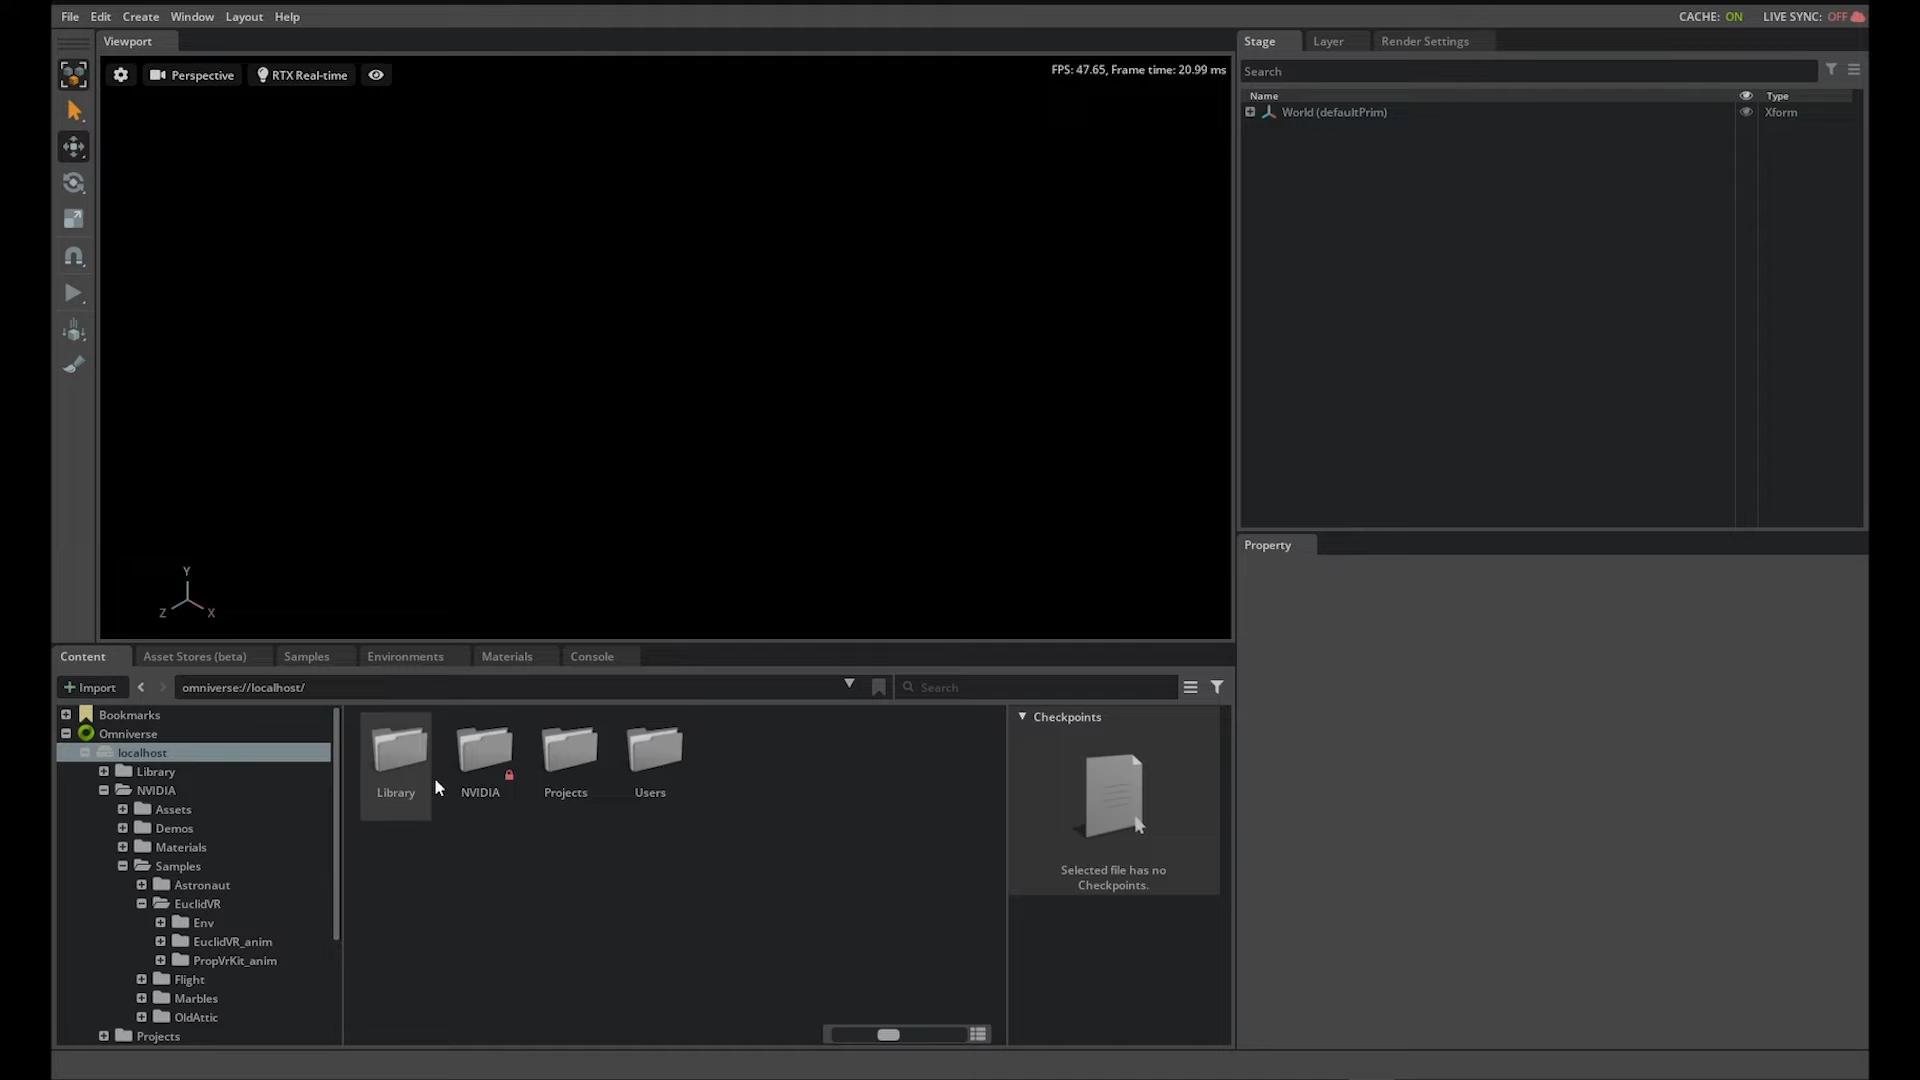 File Edit Create Window Layout Help
CACHE: ON LIVE SYNC: OFF
Viewport
Stage Layer Render Settings
Perspective RTX Real-time
FPS: 47.65, Frame time: 20.99 ms
Search
Name Type
World (defaultPrim) Xform
Property
Y
Z X
Content Asset Stores (beta) Samples Environments Materials Console
Import omniverse://localhost/ Search
Bookmarks
Omniverse
localhost
Library
NVIDIA
Assets
Demos
Materials
Samples
Astronaut
EuclidVR
Env
EuclidVR_anim
PropVrKit_anim
Flight
Marbles
OldAttic
Projects
Library NVIDIA Projects Users
Checkpoints
Selected file has no
Checkpoints.